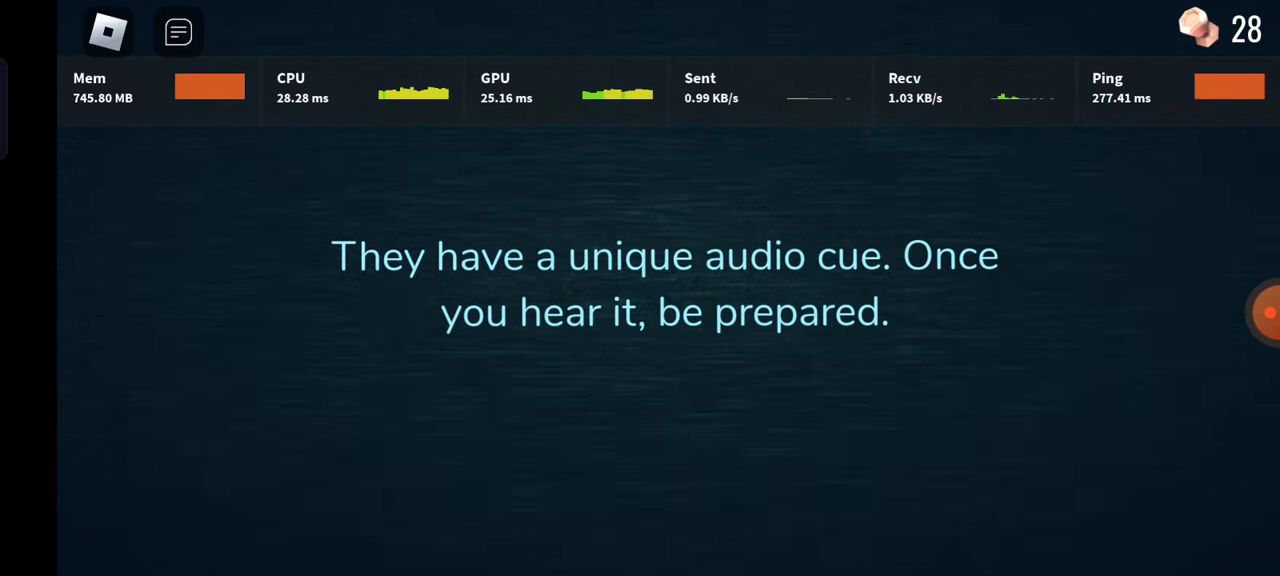 28
Mem CPU GPU Sent Recv Ping
745.80 MB 28.28 ms 25.16 ms 0.99 KB/s 1.03 KB/s 277.41 ms
They have a unique audio cue. Once
you hear it, be prepared.